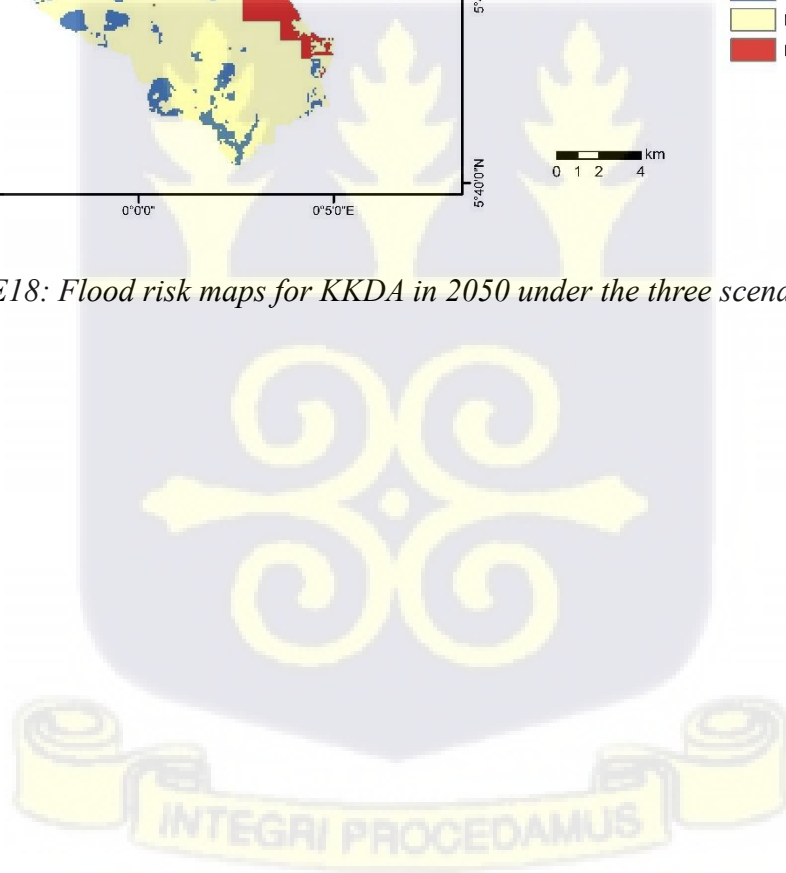 5°
km
0 1 2 4
5°40'0"N
0°0'0" 0°5'0"E
E18: Flood risk maps for KKDA in 2050 under the three scena
INTEGRI PROCEDAMUS